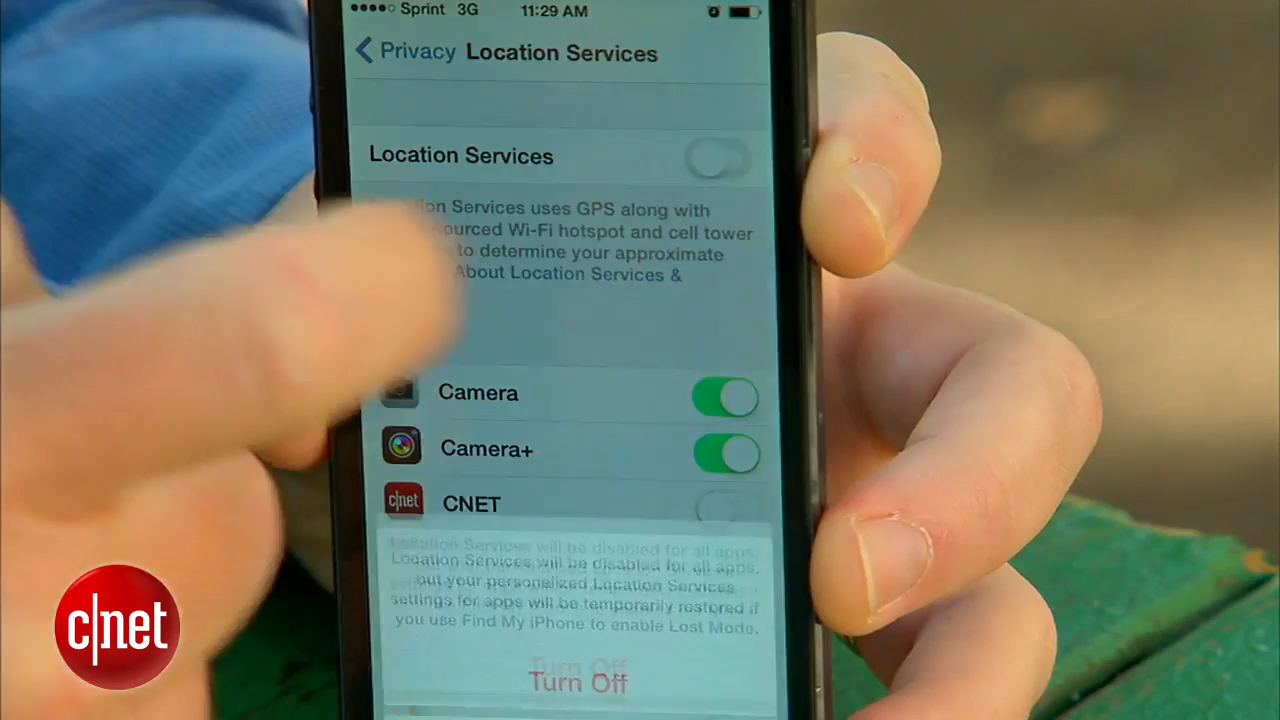 Sprint 3G 11:29 AM
Privacy Location Services
Location Services
Services uses GPS along with
Wi-Fi hotspot and cell tower
to determine your approximate
About Location Services &
Camera
Camera+
cnet CNET
Location Services will be disabled for all apps,
but your personalized Location Services
settings for apps will be temporarily restored if
you use Find My iPhone to enable Lost Mode.
Turn Off
cnet